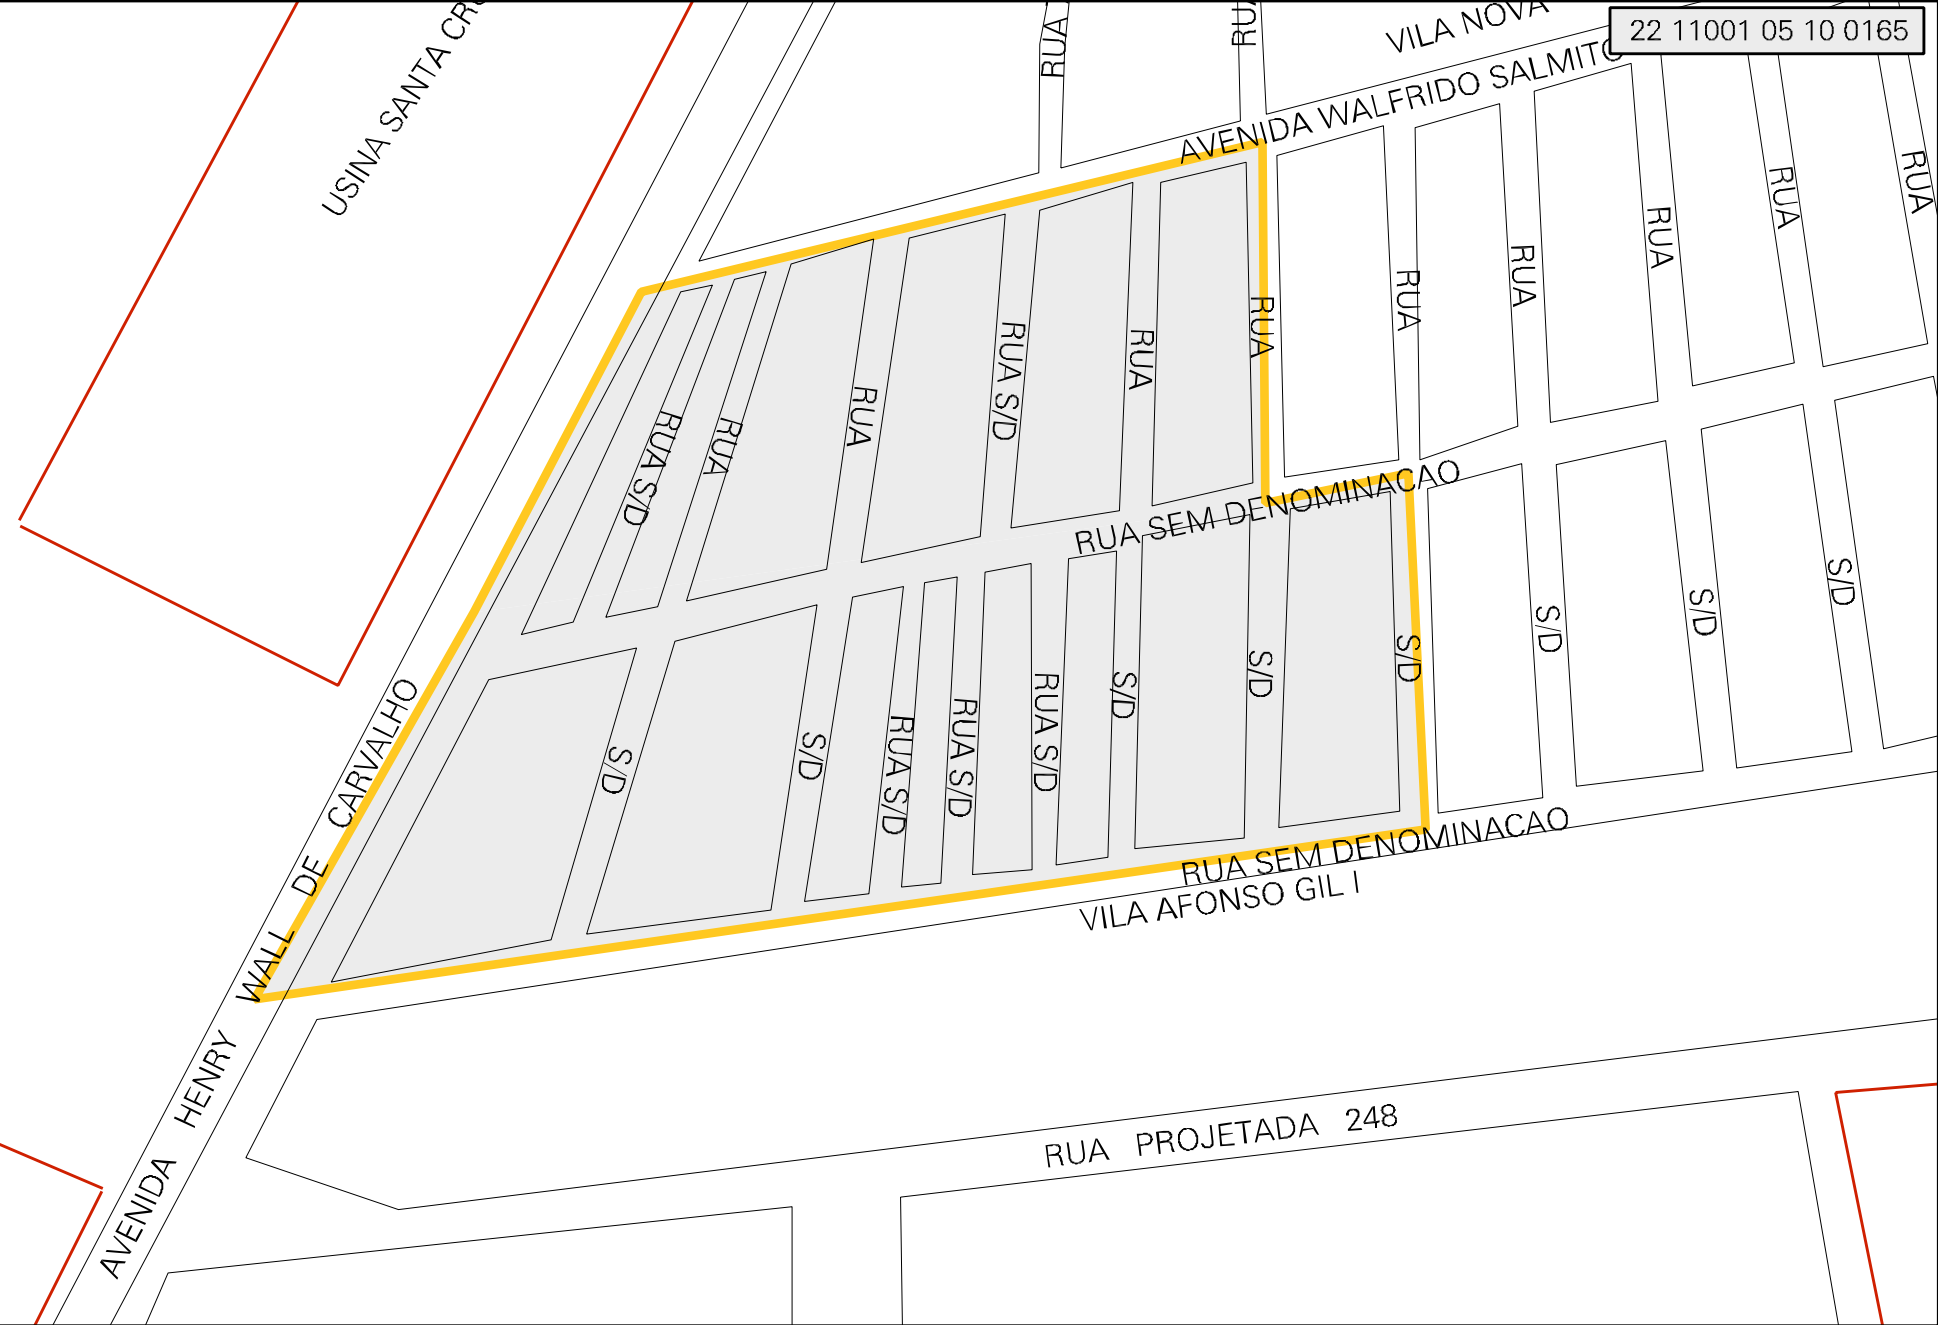 USINA SANTA
RUA
RUA
VILA NOVA
22 11001 05 10 0165
AVENIDA WALFRIDO SALMITO
RUA
RUA
RUA
RUA
RUA
RUA
RUA
RUA S/D
RUA
RUA
RUA
RUA S/D
RUA SEM DENOMINACAO
S/D
S/D
S/D
S/D
S/D
S/D
RUA S/D
RUA S/D
RUA S/D
S/D
S/D
RUA SEM DENOMINACAO
VILA AFONSO GIL I
AVENIDA HENRY WALL DE CARVALHO
RUA PROJETADA 248